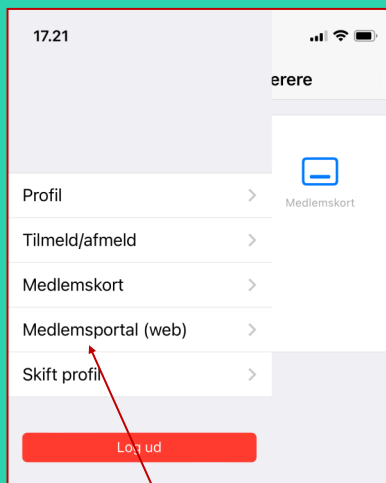 17.21
erere
Medlemskort
Profil
Tilmeld/afmeld
Medlemskort
Medlemsportal (web)
Skift profil
Log ud